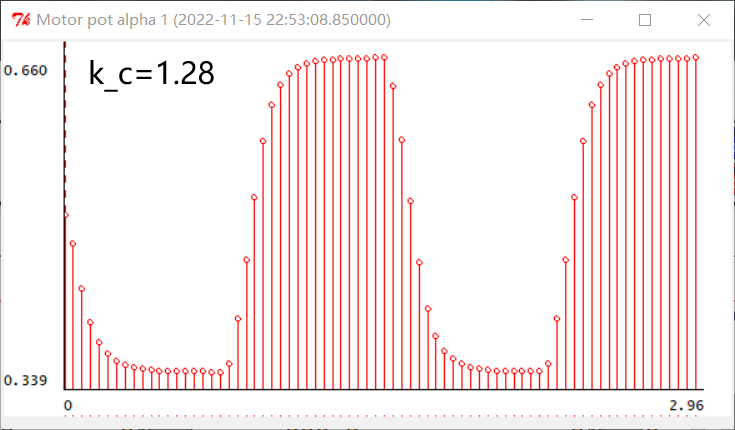 Motor pot alpha 1 (2022-11-15 22:53:08.850000)
0.660
k_c=1.28
0.339
0
2.96